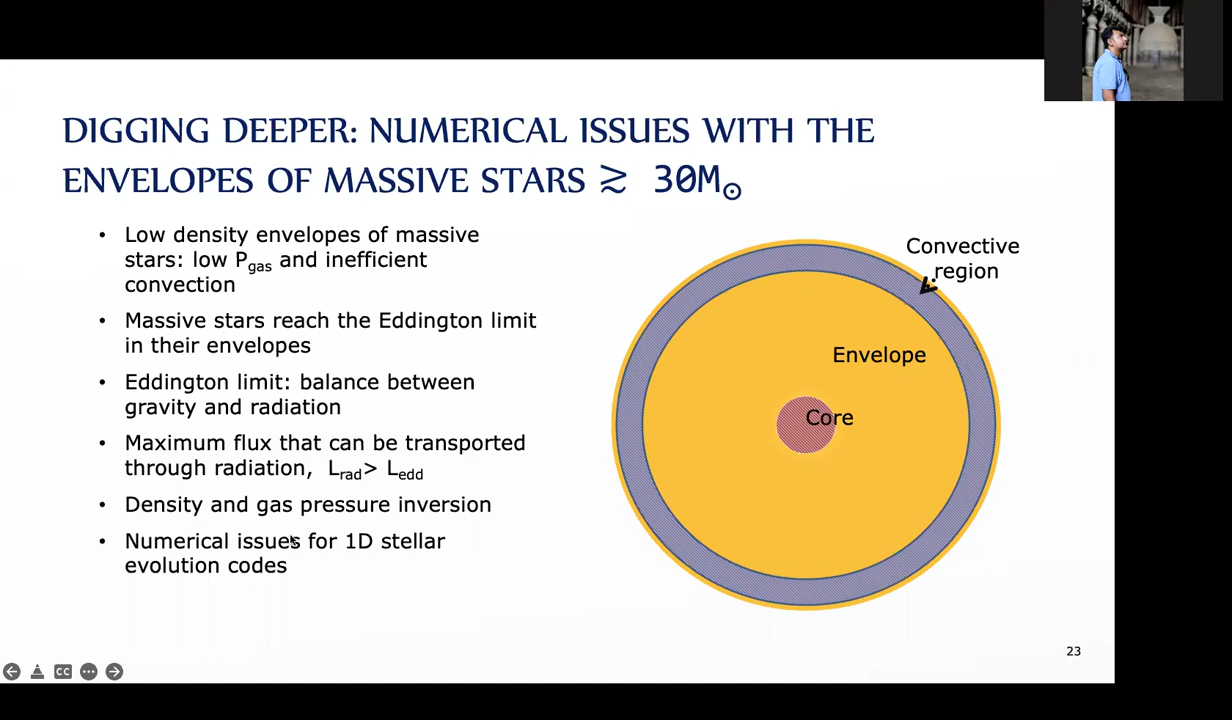 DIGGING DEEPER: NUMERICAL ISSUES WITH THE
ENVELOPES OF MASSIVE STARS ≳ 30M☉
• Low density envelopes of massive
stars: low Pgas and inefficient
convection
• Massive stars reach the Eddington limit
in their envelopes
• Eddington limit: balance between
gravity and radiation
• Maximum flux that can be transported
through radiation, Lrad> Ledd
• Density and gas pressure inversion
• Numerical issues for 1D stellar
evolution codes
Convective
region
Envelope
Core
23
CC